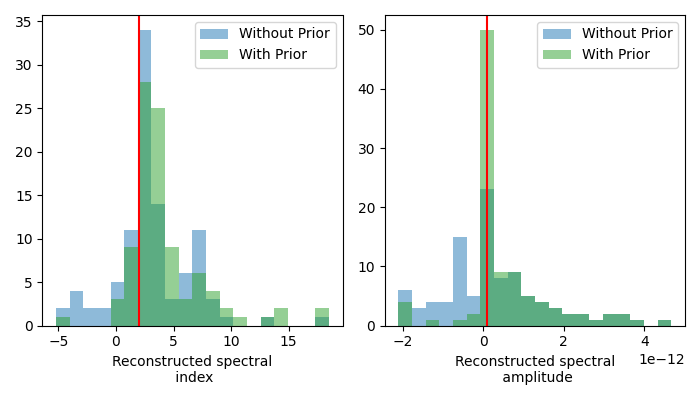 Without Prior
With Prior
35
30
25
20
15
10
5
0
−5
0
5
10
15
Reconstructed spectral
index
Without Prior
With Prior
50
40
30
20
10
0
−2
0
2
4
1e−12
Reconstructed spectral
amplitude